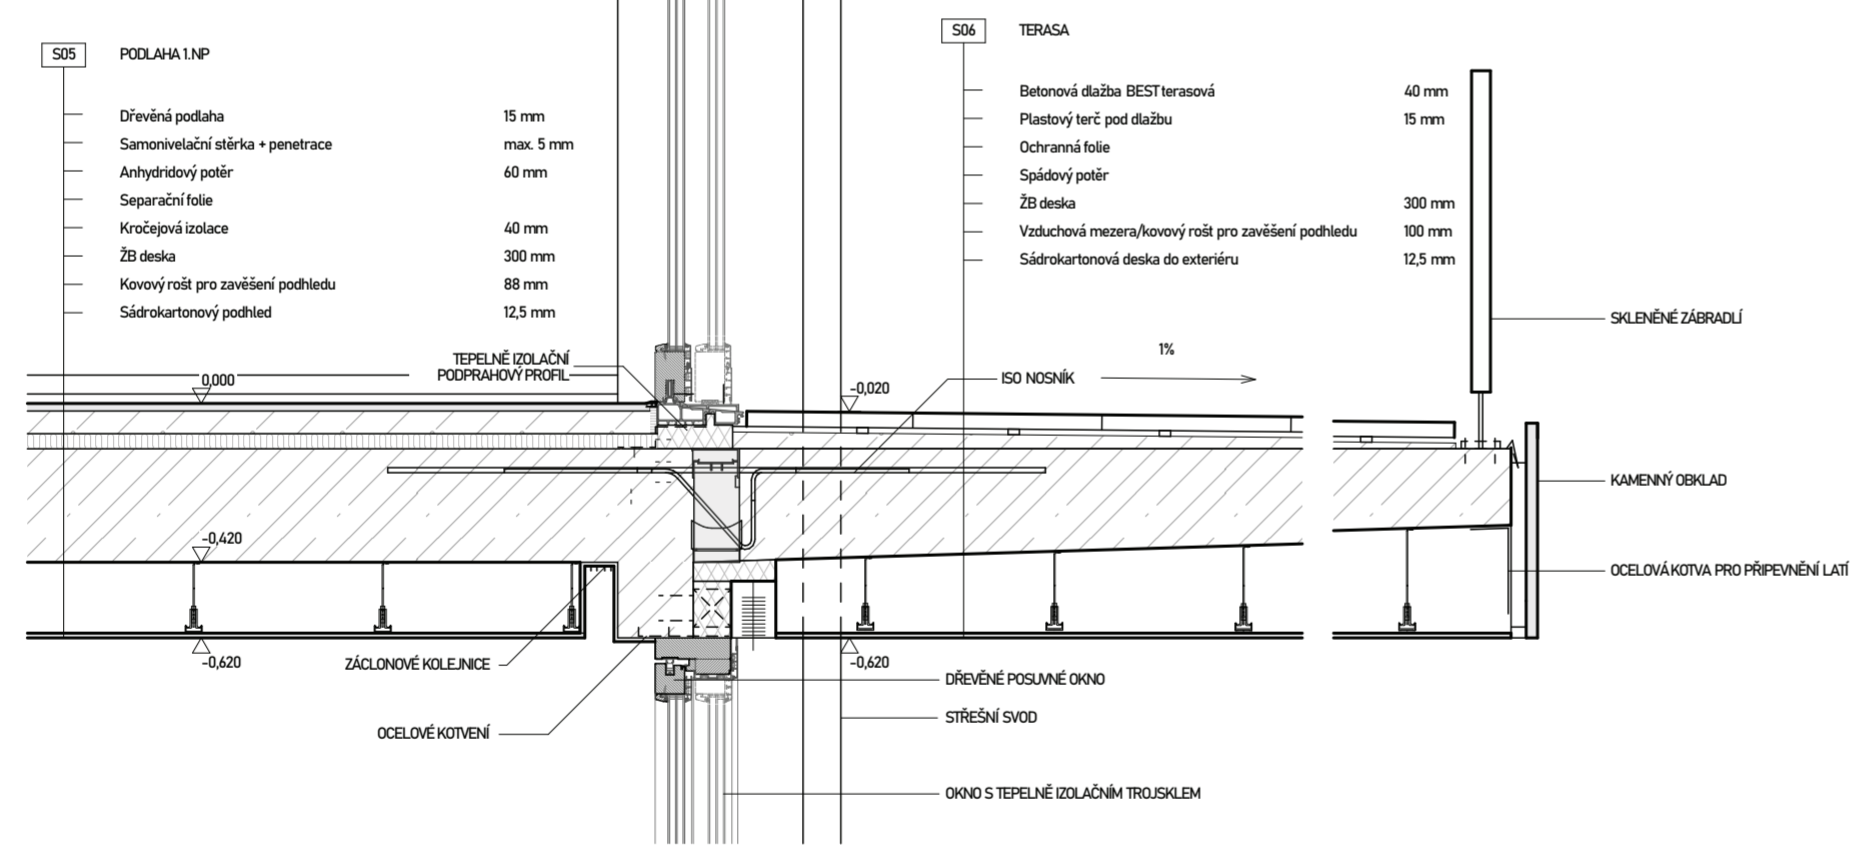 S05 PODLAHA 1.NP
Dřevěná podlaha 15 mm
Samonivelační stěrka + penetrace max. 5 mm
Anhydridový potěr 60 mm
Separační folie
Kročejová izolace 40 mm
ŽB deska 300 mm
Kovový rošt pro zavěšení podhledu 88 mm
Sádrokartonový podhled 12,5 mm
S06 TERASA
Betonová dlažba BEST terasová 40 mm
Plastový terč pod dlažbu 15 mm
Ochranná folie
Spádový potěr
ŽB deska 300 mm
Vzduchová mezera/kovový rošt pro zavěšení podhledu 100 mm
Sádrokartonová deska do exteriéru 12,5 mm
SKLENĚNÉ ZÁBRADLÍ
1%
TEPELNĚ IZOLAČNÍ
PODPRAHOVÝ PROFIL
0,000
ISO NOSNÍK
-0,020
KAMENNÝ OBKLAD
-0,420
OCELOVÁ KOTVA PRO PŘIPEVNĚNÍ LATÍ
-0,620
ZÁCLONOVÉ KOLEJNICE
-0,620
DŘEVĚNÉ POSUVNÉ OKNO
STŘEŠNÍ SVOD
OCELOVÉ KOTVENÍ
OKNO S TEPELNĚ IZOLAČNÍM TROJSKLEM